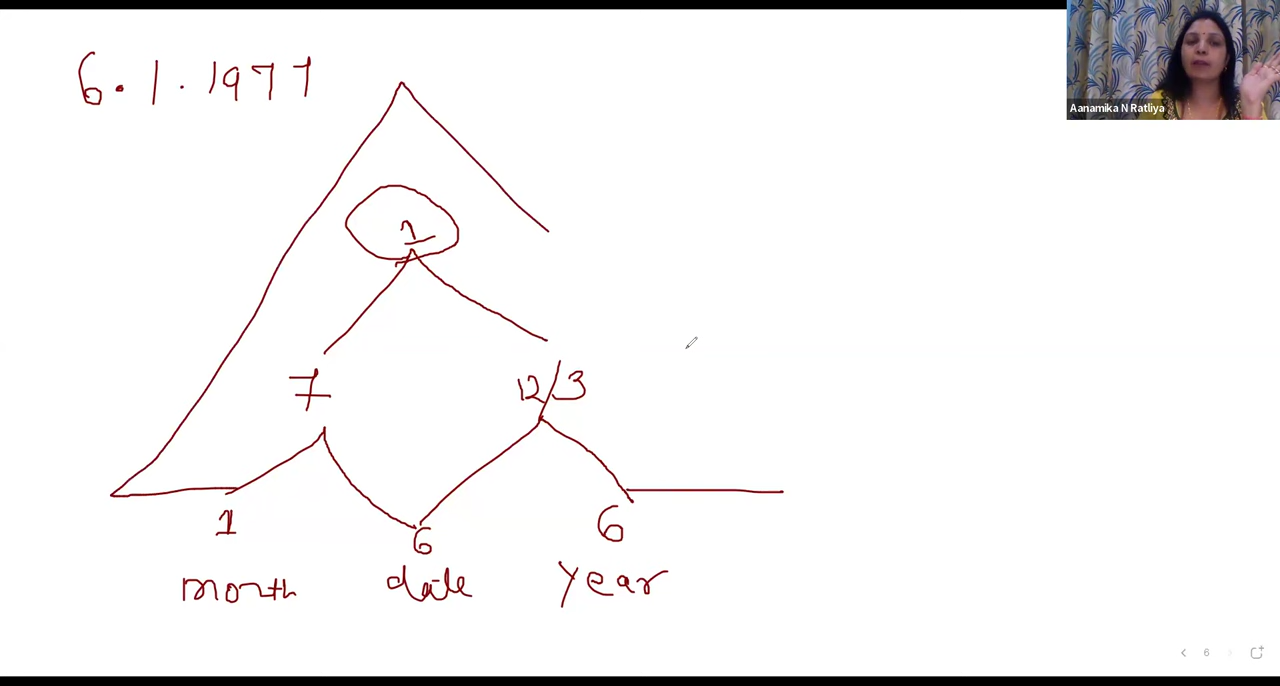 6.1.1977
Aanamika N Ratliya
1
7 12/3
1 6 6
month date year
6